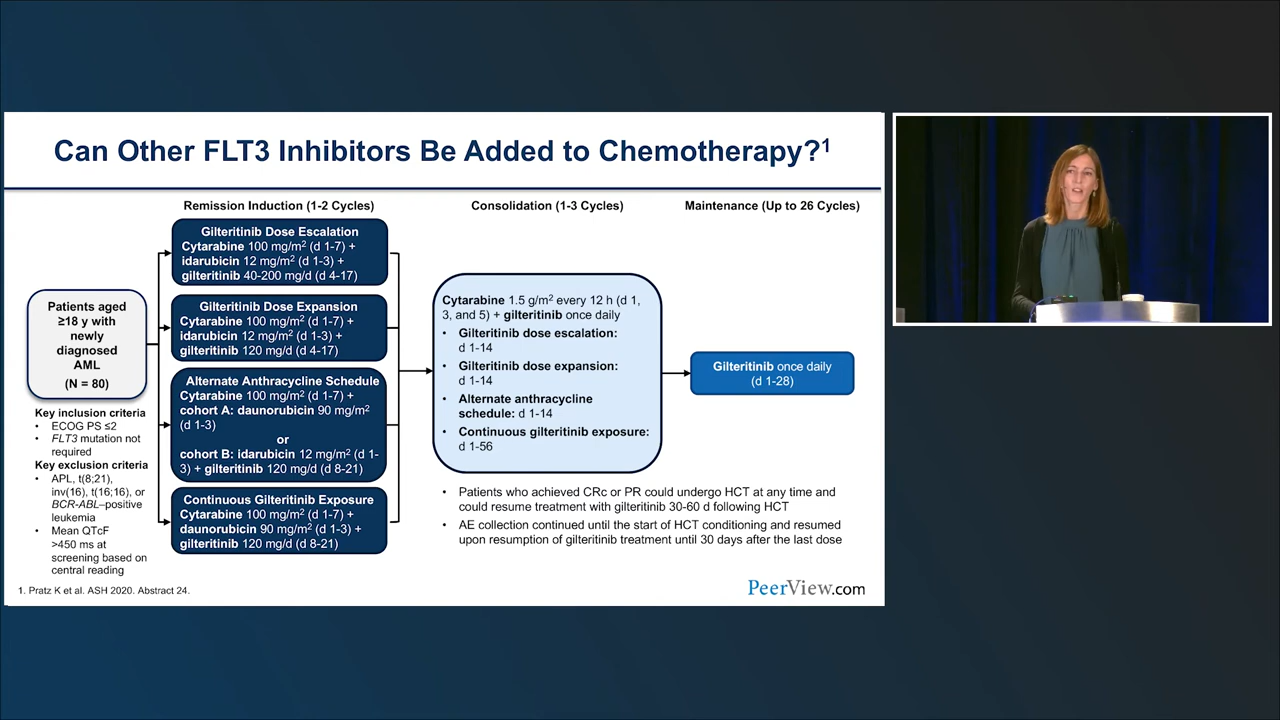 Can Other FLT3 Inhibitors Be Added to Chemotherapy?1
Remission Induction (1-2 Cycles)
Consolidation (1-3 Cycles)
Maintenance (Up to 26 Cycles)
Patients aged
≥18 y with
newly
diagnosed
AML
(N = 80)
Key inclusion criteria
• ECOG PS ≤2
• FLT3 mutation not
required
Key exclusion criteria
• APL, t(8;21),
inv(16), t(16;16), or
BCR-ABL–positive
leukemia
• Mean QTcF
>450 ms at
screening based on
central reading
Gilteritinib Dose Escalation
Cytarabine 100 mg/m2 (d 1-7) +
idarubicin 12 mg/m2 (d 1-3) +
gilteritinib 40-200 mg/d (d 4-17)
Gilteritinib Dose Expansion
Cytarabine 100 mg/m2 (d 1-7) +
idarubicin 12 mg/m2 (d 1-3) +
gilteritinib 120 mg/d (d 4-17)
Alternate Anthracycline Schedule
Cytarabine 100 mg/m2 (d 1-7) +
cohort A: daunorubicin 90 mg/m2
(d 1-3)
or
cohort B: idarubicin 12 mg/m2 (d 1-
3) + gilteritinib 120 mg/d (d 8-21)
Continuous Gilteritinib Exposure
Cytarabine 100 mg/m2 (d 1-7) +
daunorubicin 90 mg/m2 (d 1-3) +
gilteritinib 120 mg/d (d 8-21)
Cytarabine 1.5 g/m2 every 12 h (d 1,
3, and 5) + gilteritinib once daily
• Gilteritinib dose escalation:
d 1-14
• Gilteritinib dose expansion:
d 1-14
• Alternate anthracycline
schedule: d 1-14
• Continuous gilteritinib exposure:
d 1-56
Gilteritinib once daily
(d 1-28)
• Patients who achieved CRc or PR could undergo HCT at any time and
could resume treatment with gilteritinib 30-60 d following HCT
• AE collection continued until the start of HCT conditioning and resumed
upon resumption of gilteritinib treatment until 30 days after the last dose
1. Pratz K et al. ASH 2020. Abstract 24.
PeerView.com